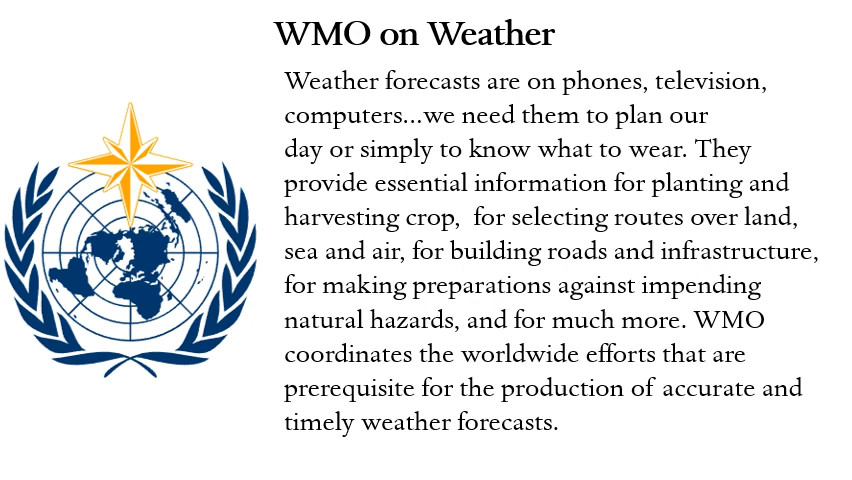 WMO on Weather
Weather forecasts are on phones, television,
computers...we need them to plan our
day or simply to know what to wear. They
provide essential information for planting and
harvesting crop,  for selecting routes over land,
sea and air, for building roads and infrastructure,
for making preparations against impending
natural hazards, and for much more. WMO
coordinates the worldwide efforts that are
prerequisite for the production of accurate and
timely weather forecasts.